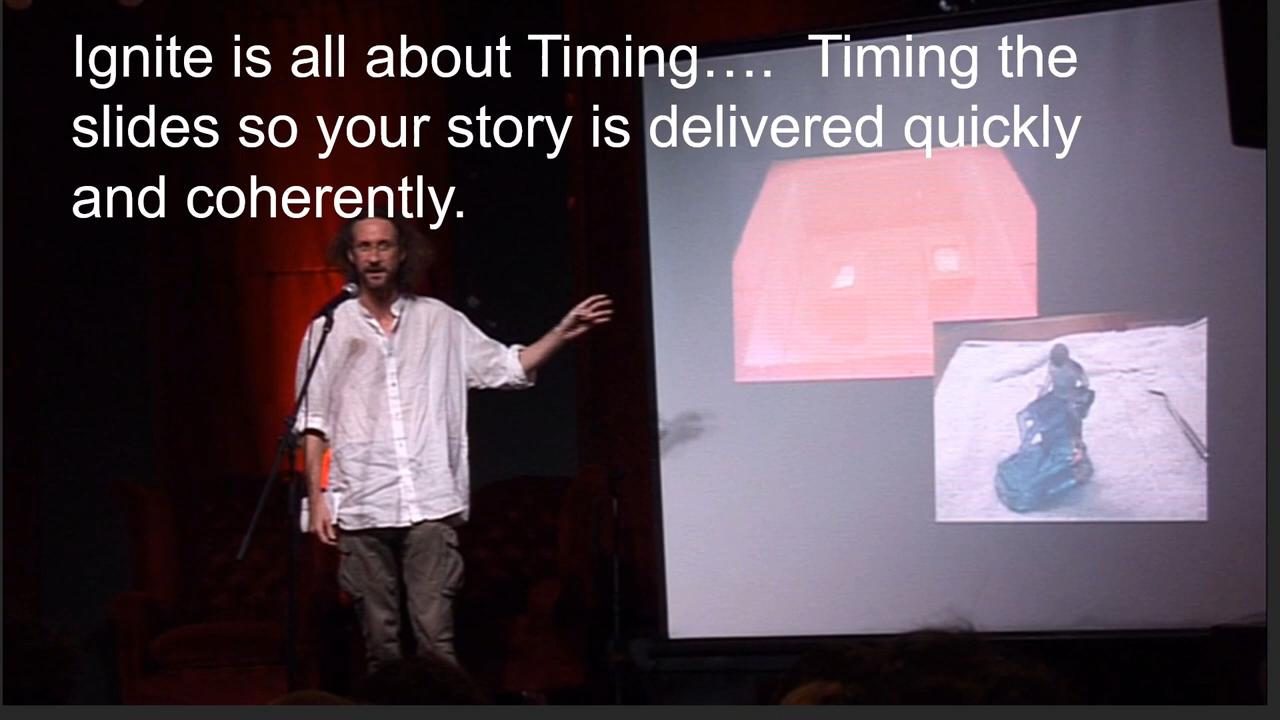 Ignite is all about Timing…. Timing the
slides so your story is delivered quickly
and coherently.